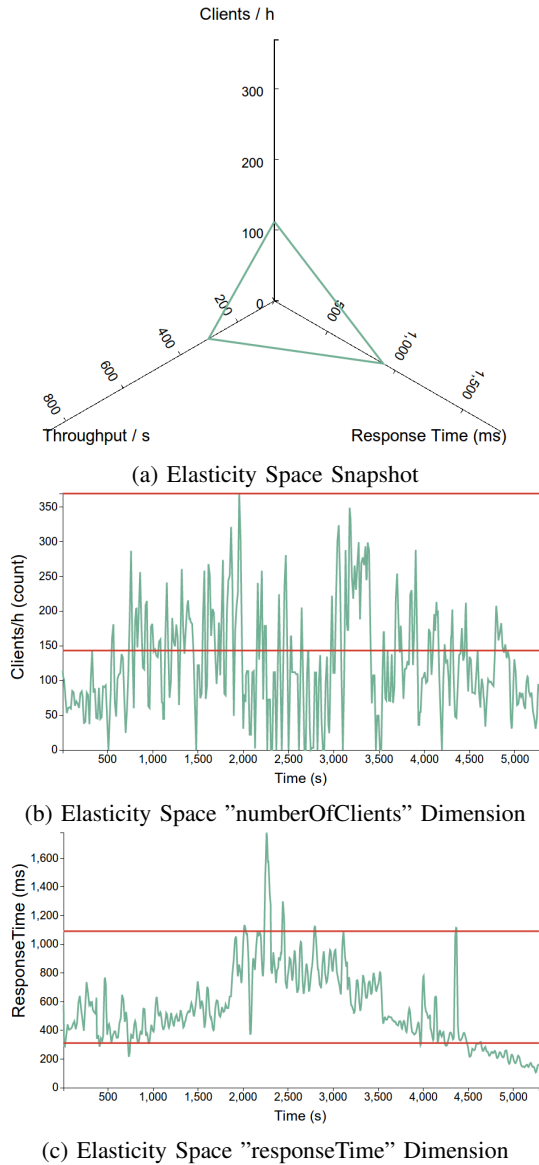 Clients / h
300
200
100
0
200
400
600
800
500
1,000
1,500
Throughput / s
Response Time (ms)
(a) Elasticity Space Snapshot
Clients/h (count)
350
300
250
200
150
100
50
0
500 1,000 1,500 2,000 2,500 3,000 3,500 4,000 4,500 5,000
Time (s)
(b) Elasticity Space ”numberOfClients” Dimension
ResponseTime (ms)
1,600
1,400
1,200
1,000
800
600
400
200
0
500 1,000 1,500 2,000 2,500 3,000 3,500 4,000 4,500 5,000
Time (s)
(c) Elasticity Space ”responseTime” Dimension